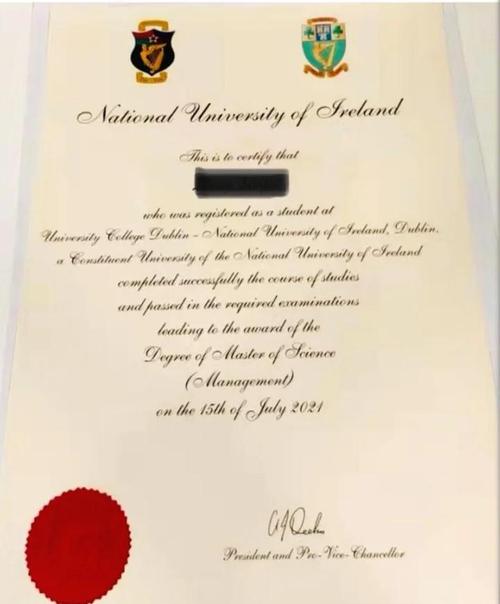 National University of Ireland
This is to certify that
who was registered as a student at
University College Dublin – National University of Ireland, Dublin,
a Constituent University of the National University of Ireland
completed successfully the course of studies
and passed in the required examinations
leading to the award of the
Degree of Master of Science
(Management)
on the 15th of July 2021
President and Pro-Vice-Chancellor